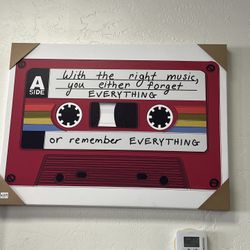 A
SIDE
With the right music,
you either forget
EVERYTHING
or remember EVERYTHING